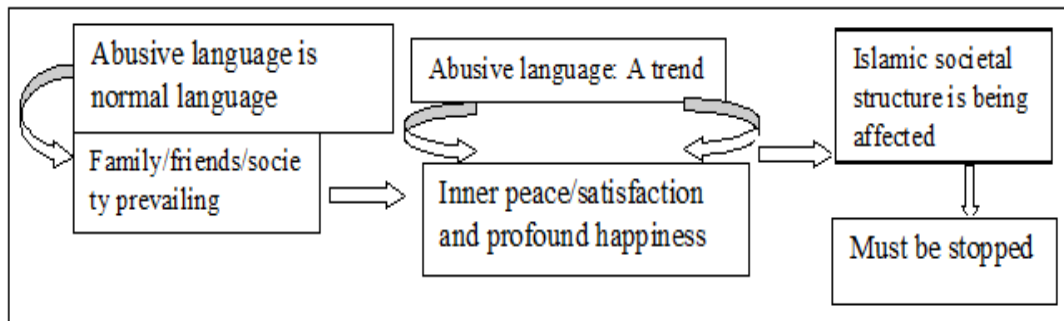 Abusive language is
normal language
Family/friends/socie
ty prevailing
Abusive language: A trend
Inner peace/satisfaction
and profound happiness
Islamic societal
structure is being
affected
Must be stopped